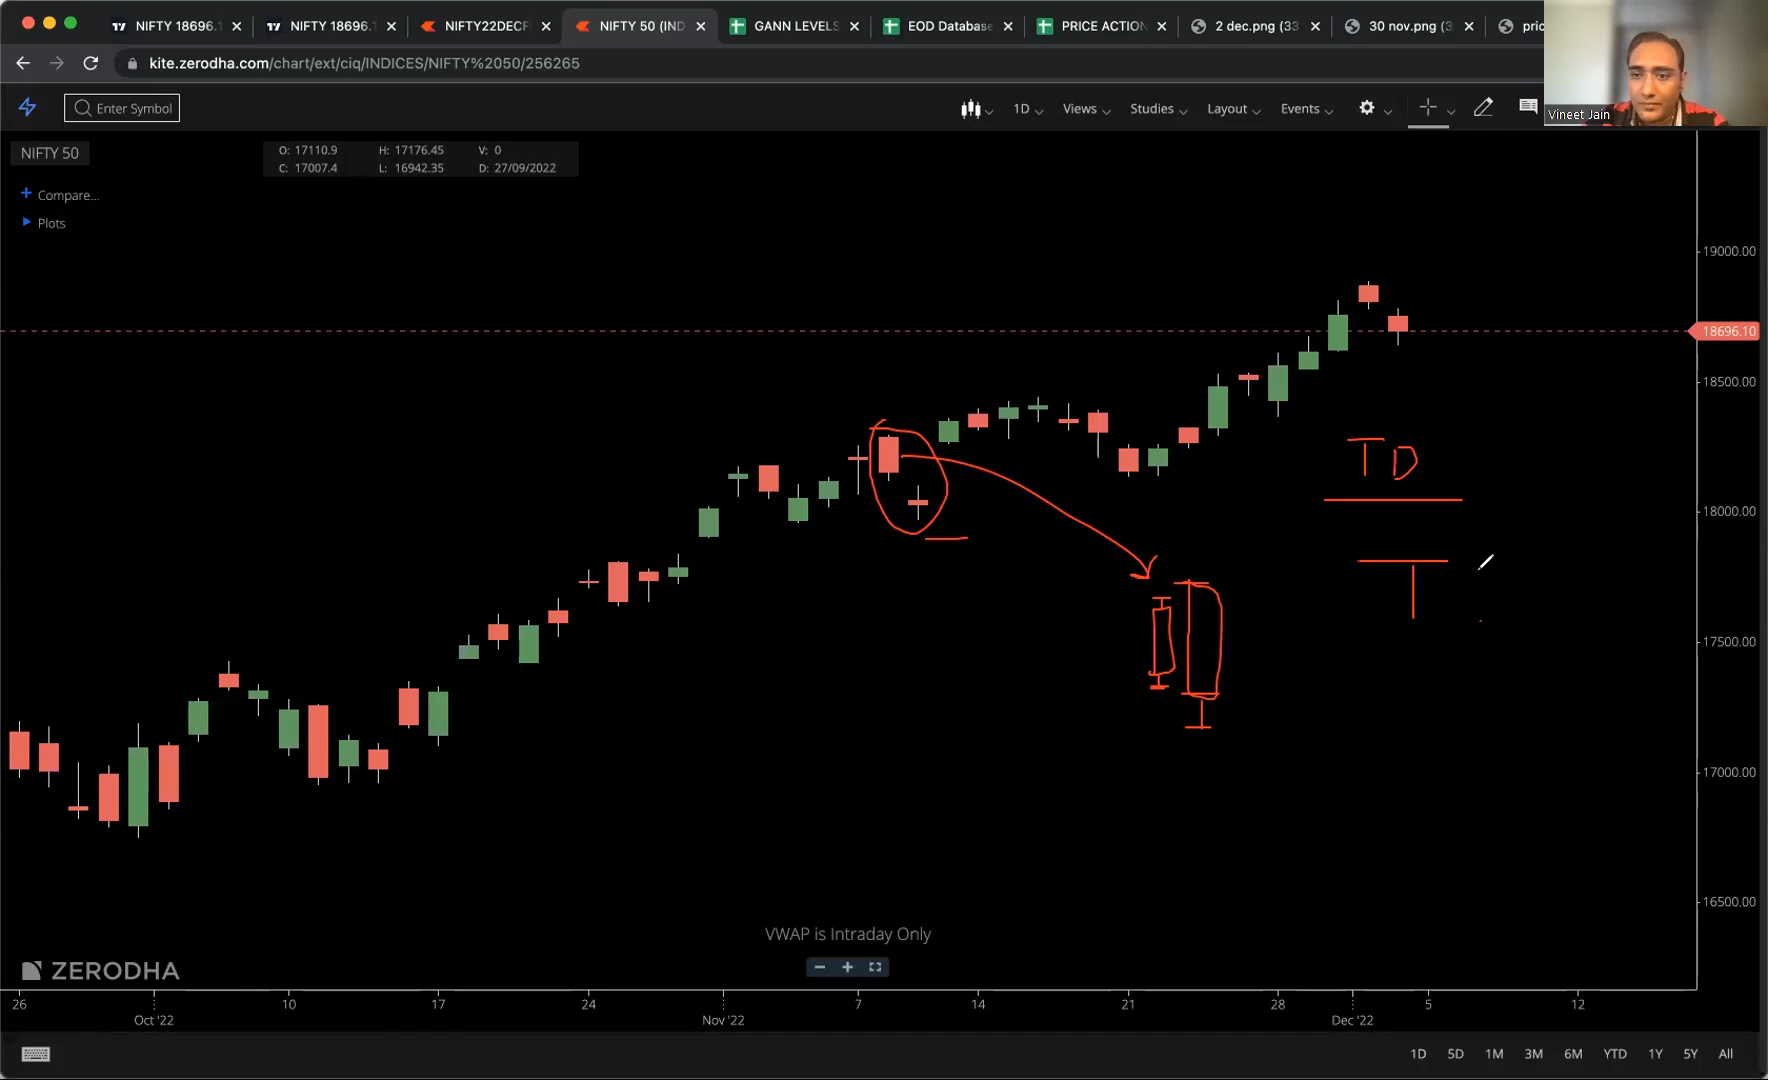 NIFTY 18696.1
NIFTY 18696.1
NIFTY22DECF
NIFTY 50 (IND
GANN LEVELS
EOD Database
PRICE ACTION
2 dec.png (33
30 nov.png (3
pric
kite.zerodha.com/chart/ext/ciq/INDICES/NIFTY%2050/256265
Vineet Jain
Enter Symbol
1D
Views
Studies
Layout
Events
NIFTY 50
O: 17110.9 H: 17176.45 V: 0
C: 17007.4 L: 16942.35 D: 27/09/2022
+ Compare...
Plots
19000.00
18696.10
18500.00
TD
18000.00
T
17500.00
17000.00
16500.00
VWAP is Intraday Only
ZERODHA
26 10 17 24 7 14 21 28 5 12
Oct '22 Nov '22 Dec '22
1D 5D 1M 3M 6M YTD 1Y 5Y All